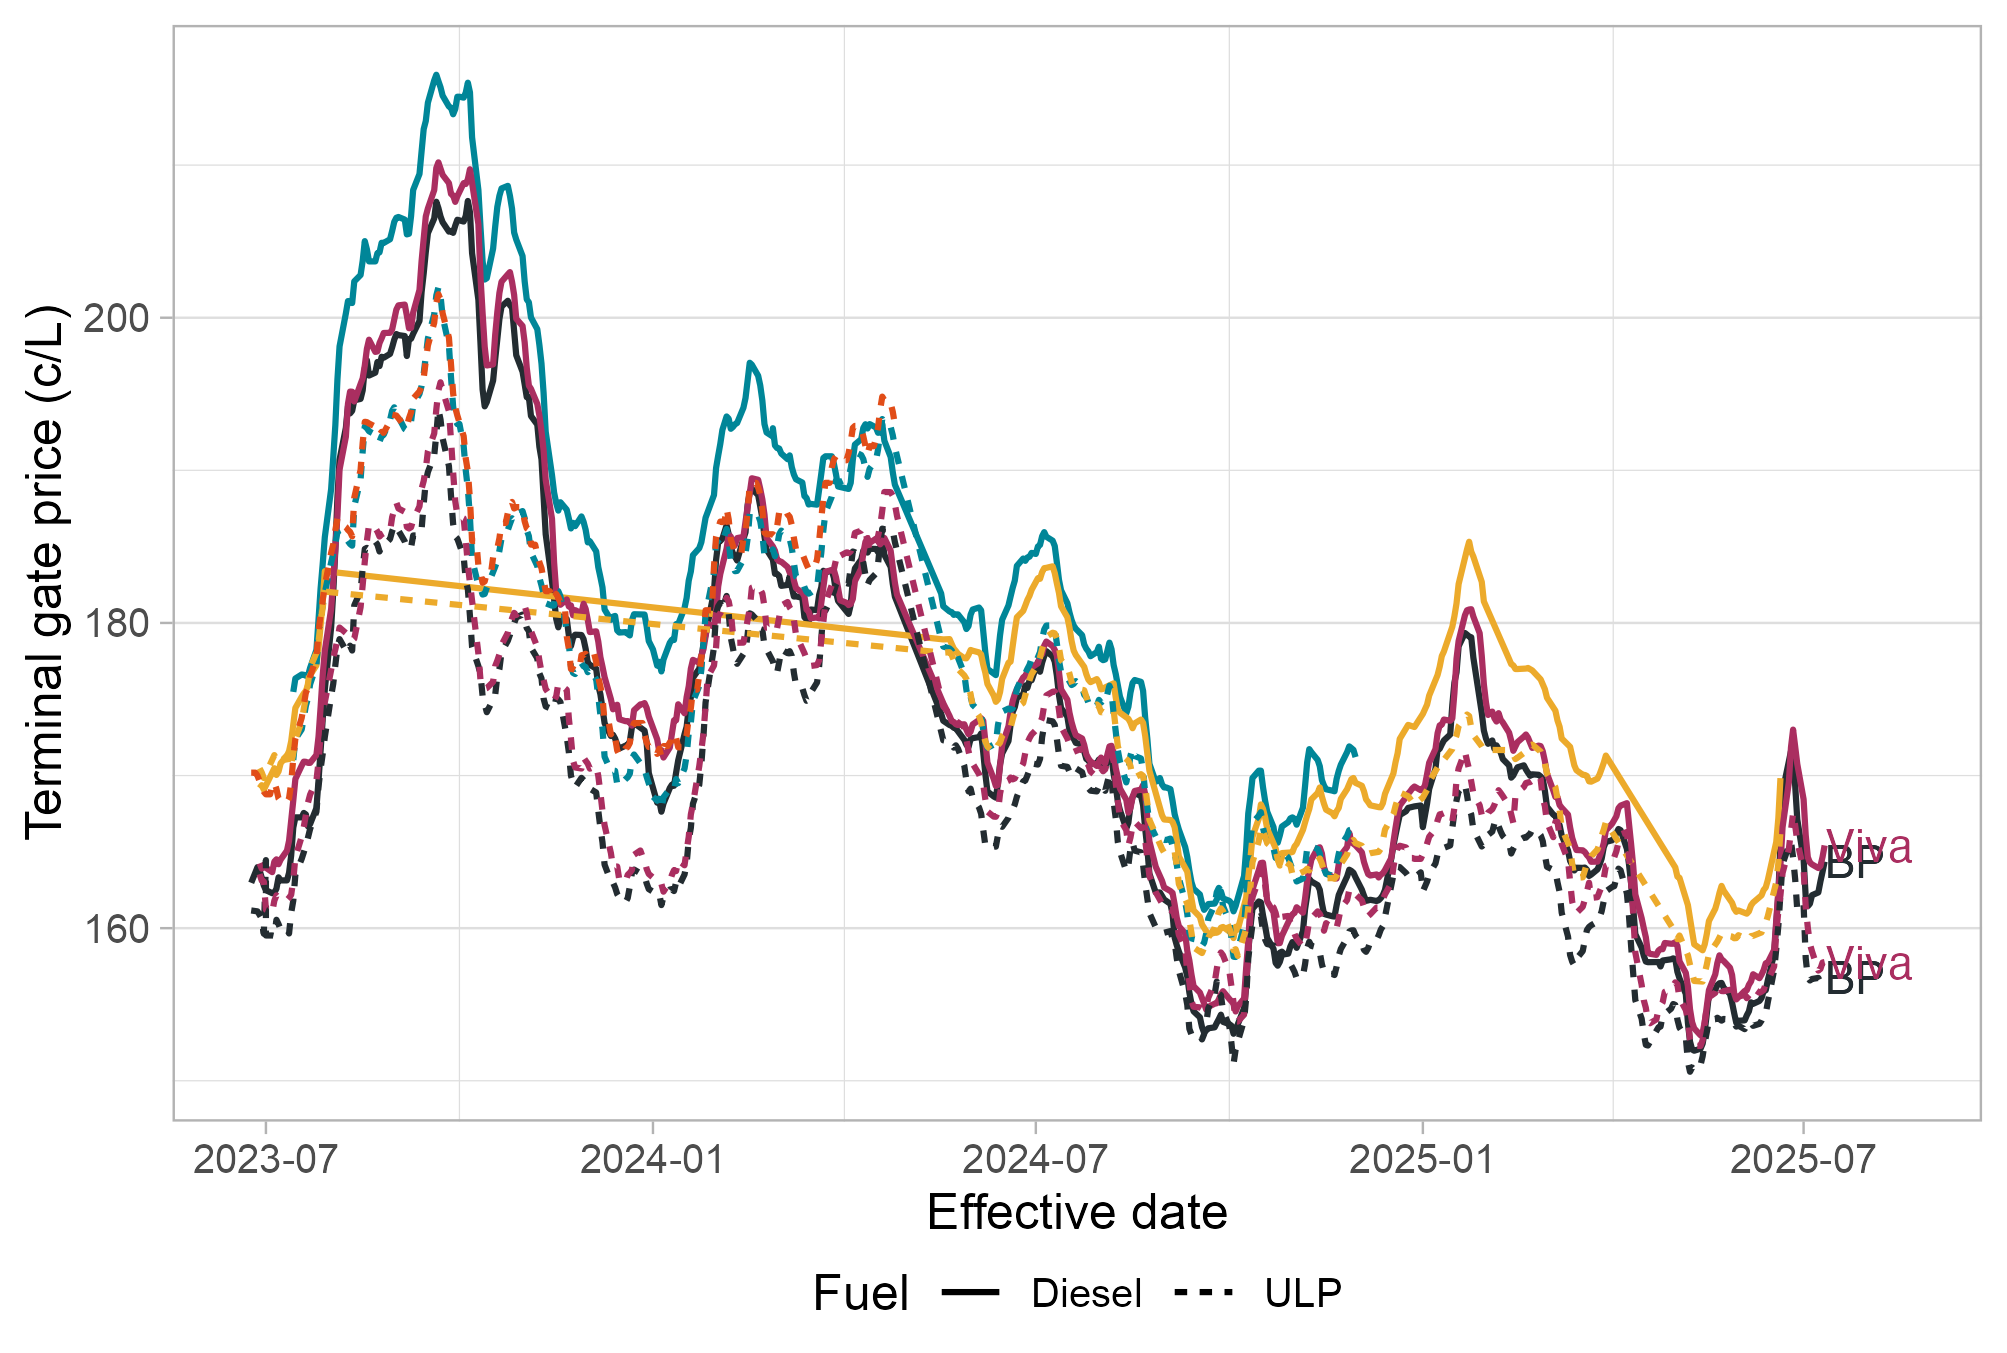 Terminal gate price (c/L)
200
180
160
Viva
BP
Viva
BP
2023-07
2024-01
2024-07
2025-01
2025-07
Effective date
Fuel
Diesel
ULP